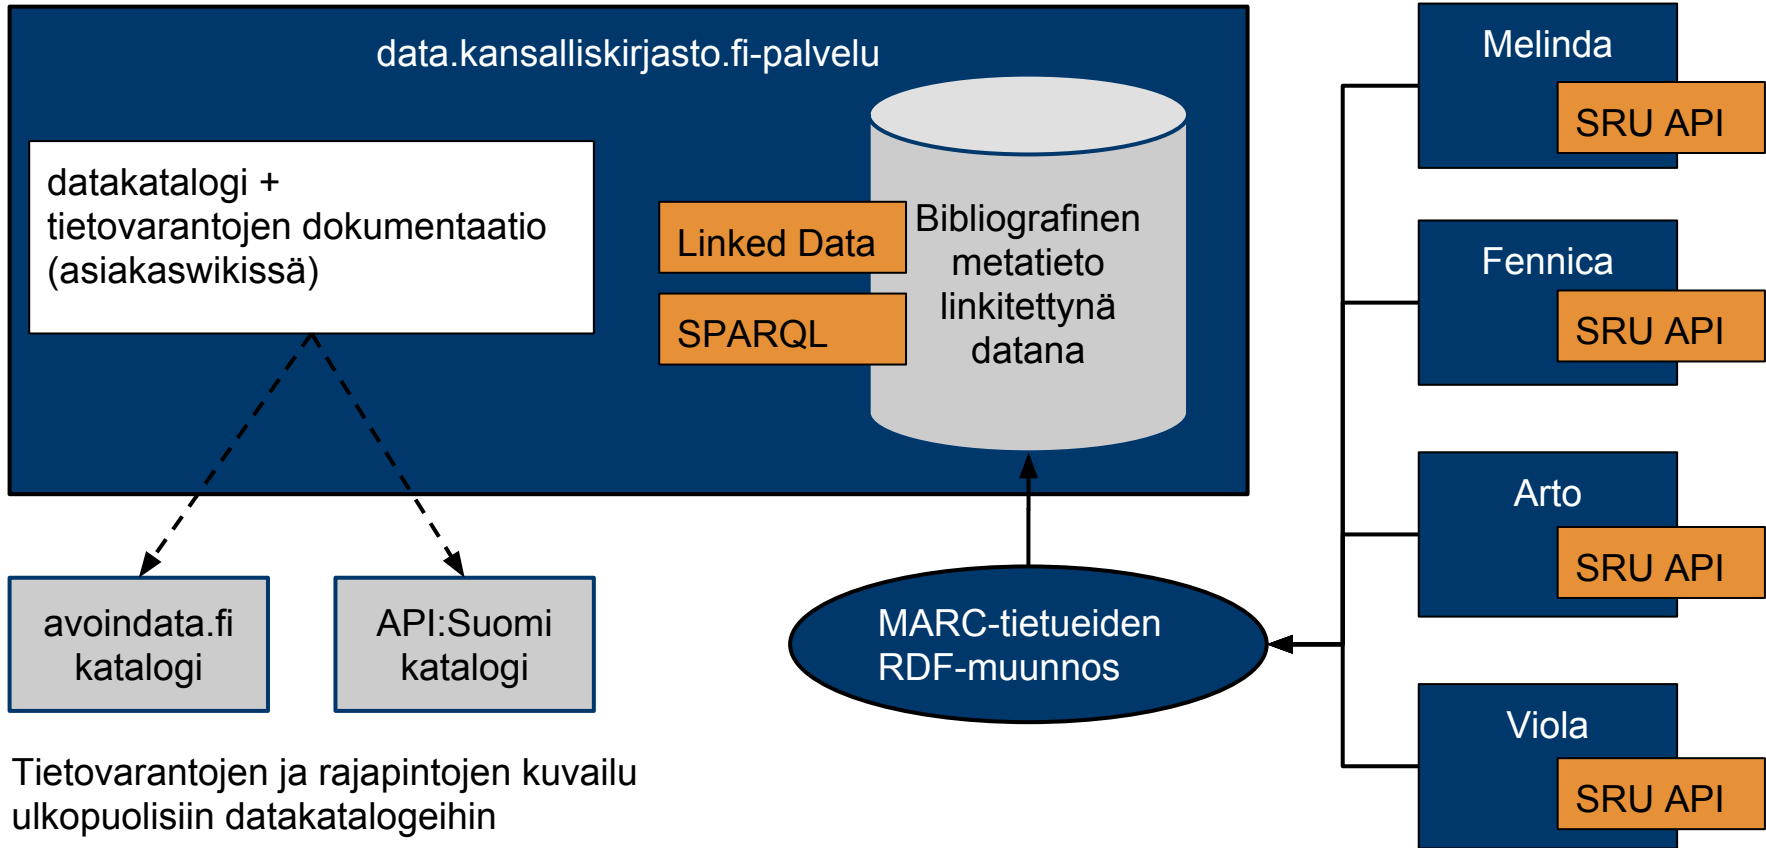 data.kansalliskirjasto.fi-palvelu
datakatalogi +
tietovarantojen dokumentaatio
(asiakaswikissä)
Linked Data
SPARQL
Bibliografinen
metatieto
linkitettynä
datana
avoindata.fi
katalogi
API:Suomi
katalogi
Tietovarantojen ja rajapintojen kuvailu
ulkopuolisiin datakatalogeihin
MARC-tietueiden
RDF-muunnos
Melinda
SRU API
Fennica
SRU API
Arto
SRU API
Viola
SRU API